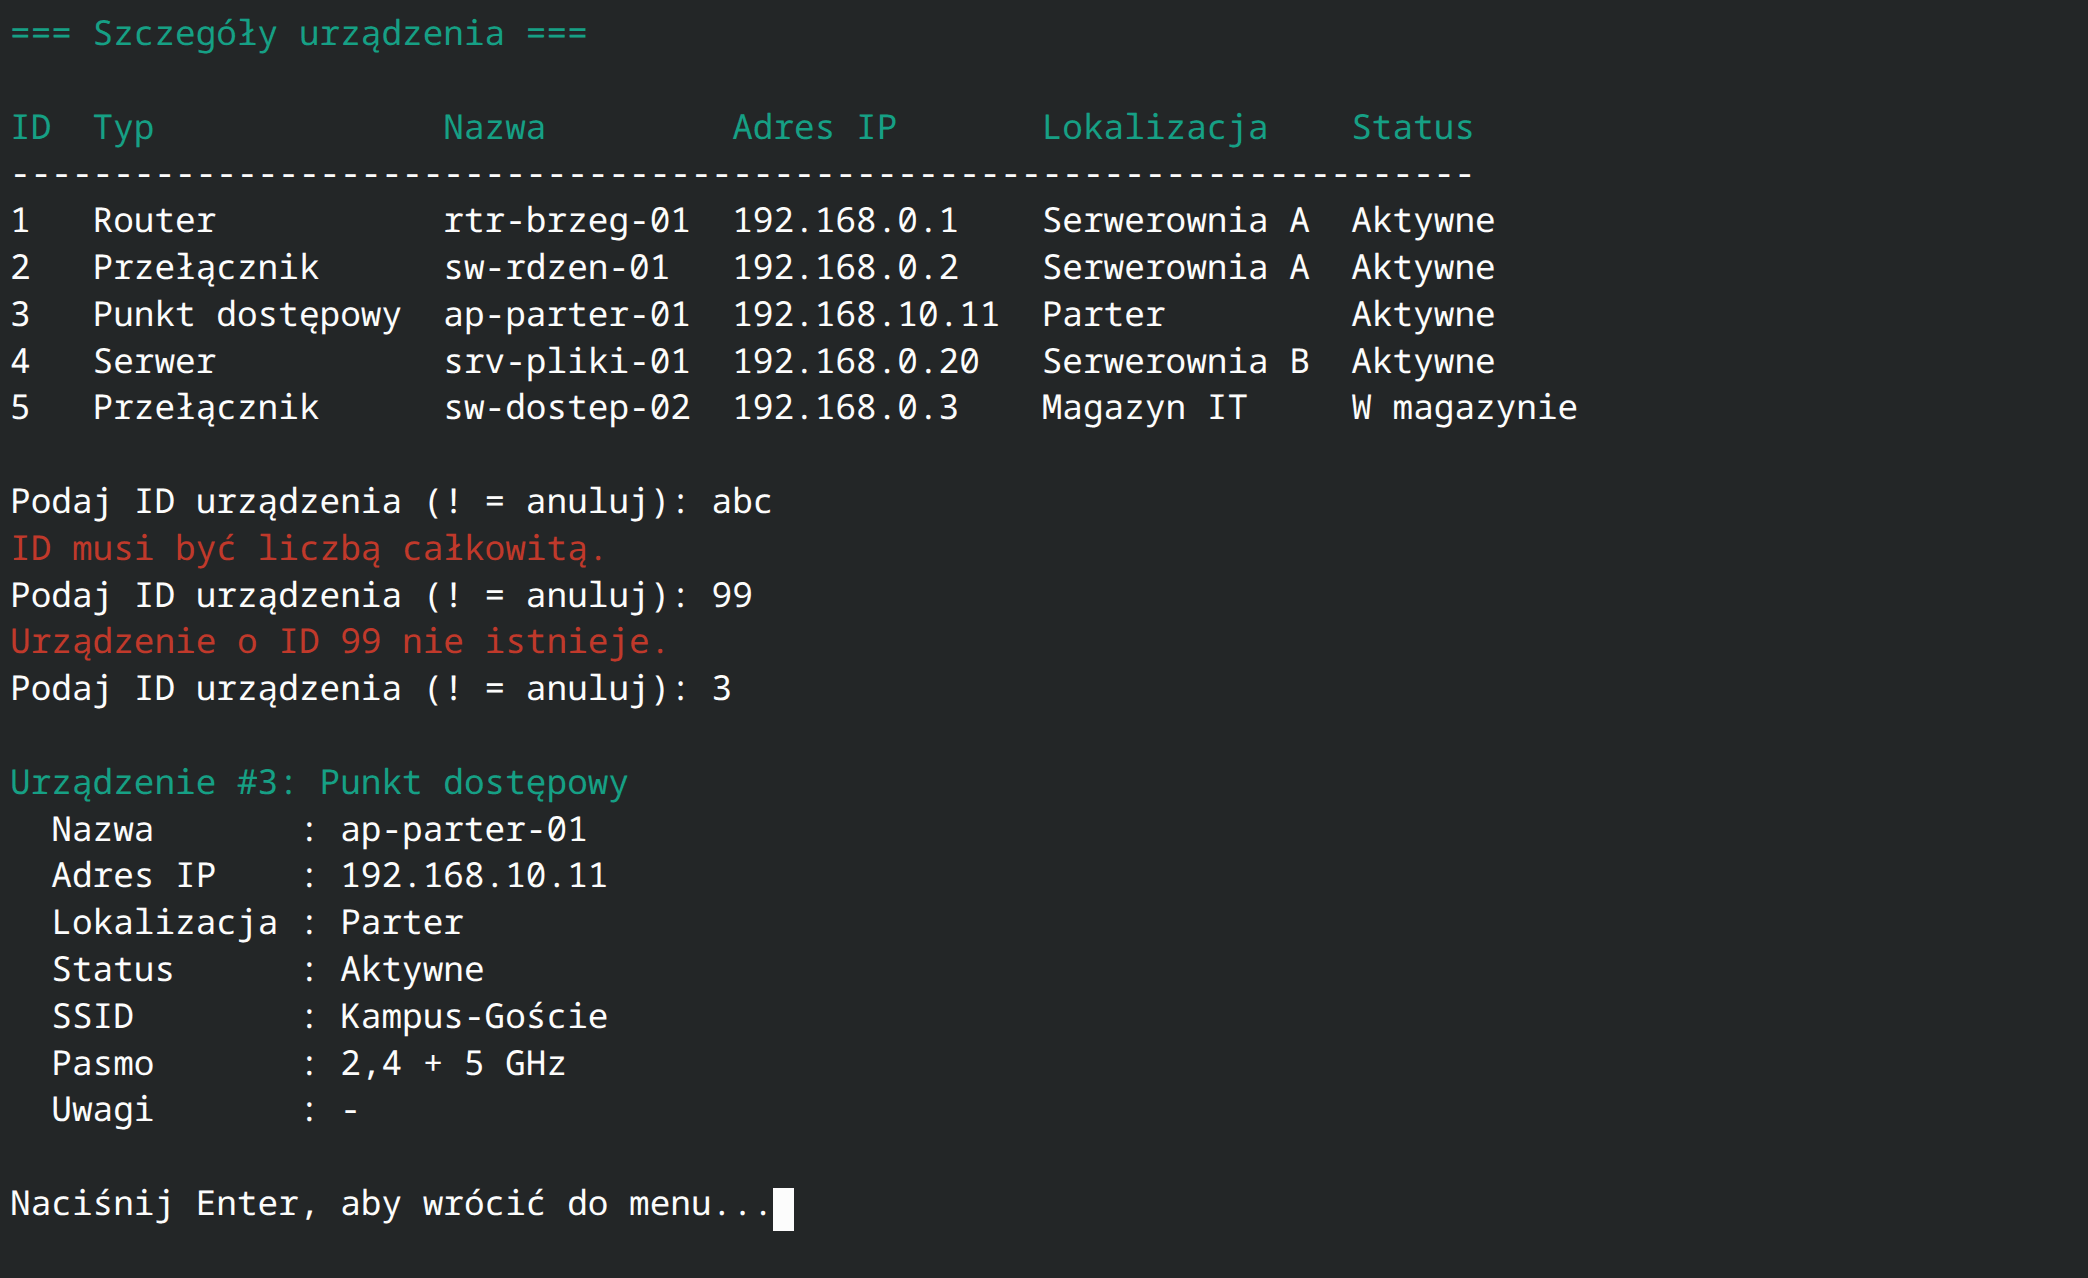 === Szczegóły urządzenia ===
ID  Typ              Nazwa         Adres IP       Lokalizacja    Status
-----------------------------------------------------------------------
1   Router           rtr-brzeg-01  192.168.0.1    Serwerownia A  Aktywne
2   Przełącznik      sw-rdzen-01   192.168.0.2    Serwerownia A  Aktywne
3   Punkt dostępowy  ap-parter-01  192.168.10.11  Parter         Aktywne
4   Serwer           srv-pliki-01  192.168.0.20   Serwerownia B  Aktywne
5   Przełącznik      sw-dostep-02  192.168.0.3    Magazyn IT     W magazynie
Podaj ID urządzenia (! = anuluj): abc
ID musi być liczbą całkowitą.
Podaj ID urządzenia (! = anuluj): 99
Urządzenie o ID 99 nie istnieje.
Podaj ID urządzenia (! = anuluj): 3
Urządzenie #3: Punkt dostępowy
  Nazwa       : ap-parter-01
  Adres IP    : 192.168.10.11
  Lokalizacja : Parter
  Status      : Aktywne
  SSID        : Kampus-Goście
  Pasmo       : 2,4 + 5 GHz
  Uwagi       : -
Naciśnij Enter, aby wrócić do menu...